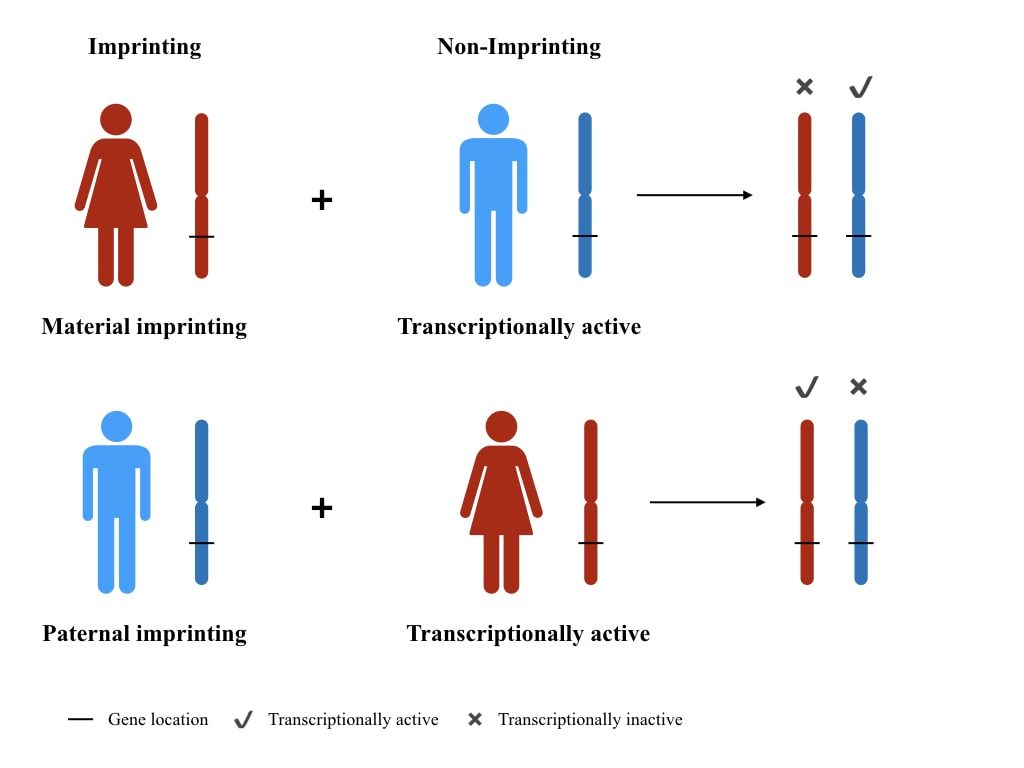 Imprinting
Non-Imprinting
Material imprinting
Transcriptionally active
Paternal imprinting
Transcriptionally active
Gene location
Transcriptionally active
Transcriptionally inactive